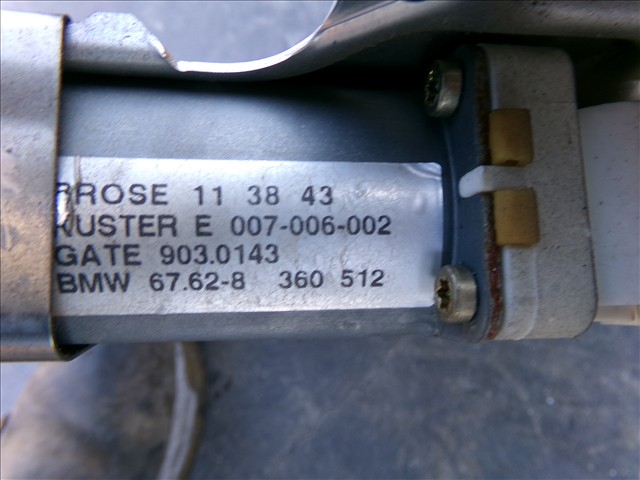 RROSE 11 38 43
KUSTER E 007-006-002
GATE 903.0143
BMW 67.62-8 360 512